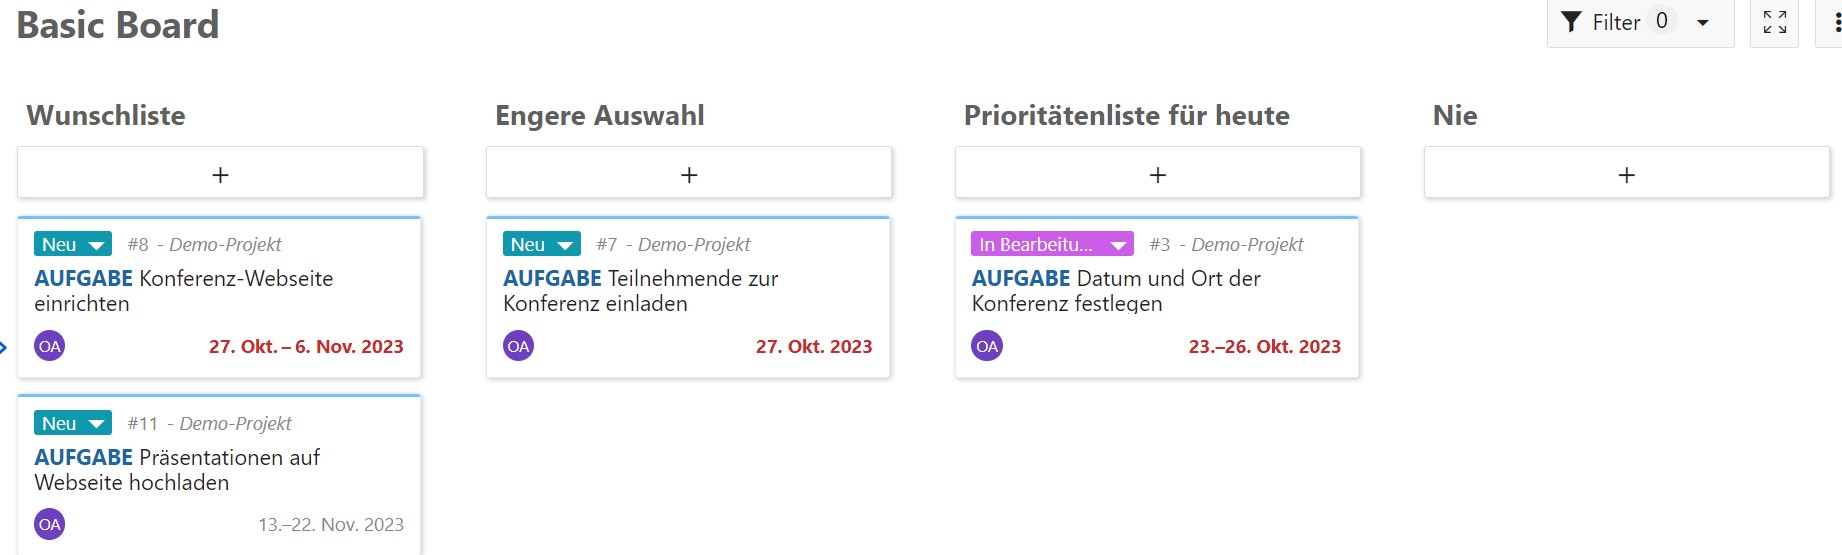 Basic Board
Filter 0
Wunschliste
Engere Auswahl
Prioritätenliste für heute
Nie
+
+
+
+
Neu #8 - Demo-Projekt
AUFGABE Konferenz-Webseite
einrichten
OA 27. Okt. – 6. Nov. 2023
Neu #11 - Demo-Projekt
AUFGABE Präsentationen auf
Webseite hochladen
OA 13.–22. Nov. 2023
Neu #7 - Demo-Projekt
AUFGABE Teilnehmende zur
Konferenz einladen
OA 27. Okt. 2023
In Bearbeitu... #3 - Demo-Projekt
AUFGABE Datum und Ort der
Konferenz festlegen
OA 23.–26. Okt. 2023